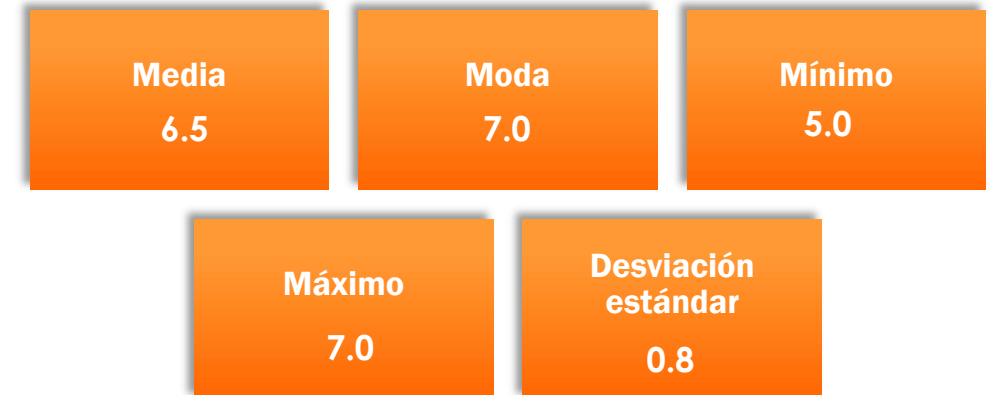 Media
6.5
Moda
7.0
Mínimo
5.0
Máximo
7.0
Desviación
estándar
0.8